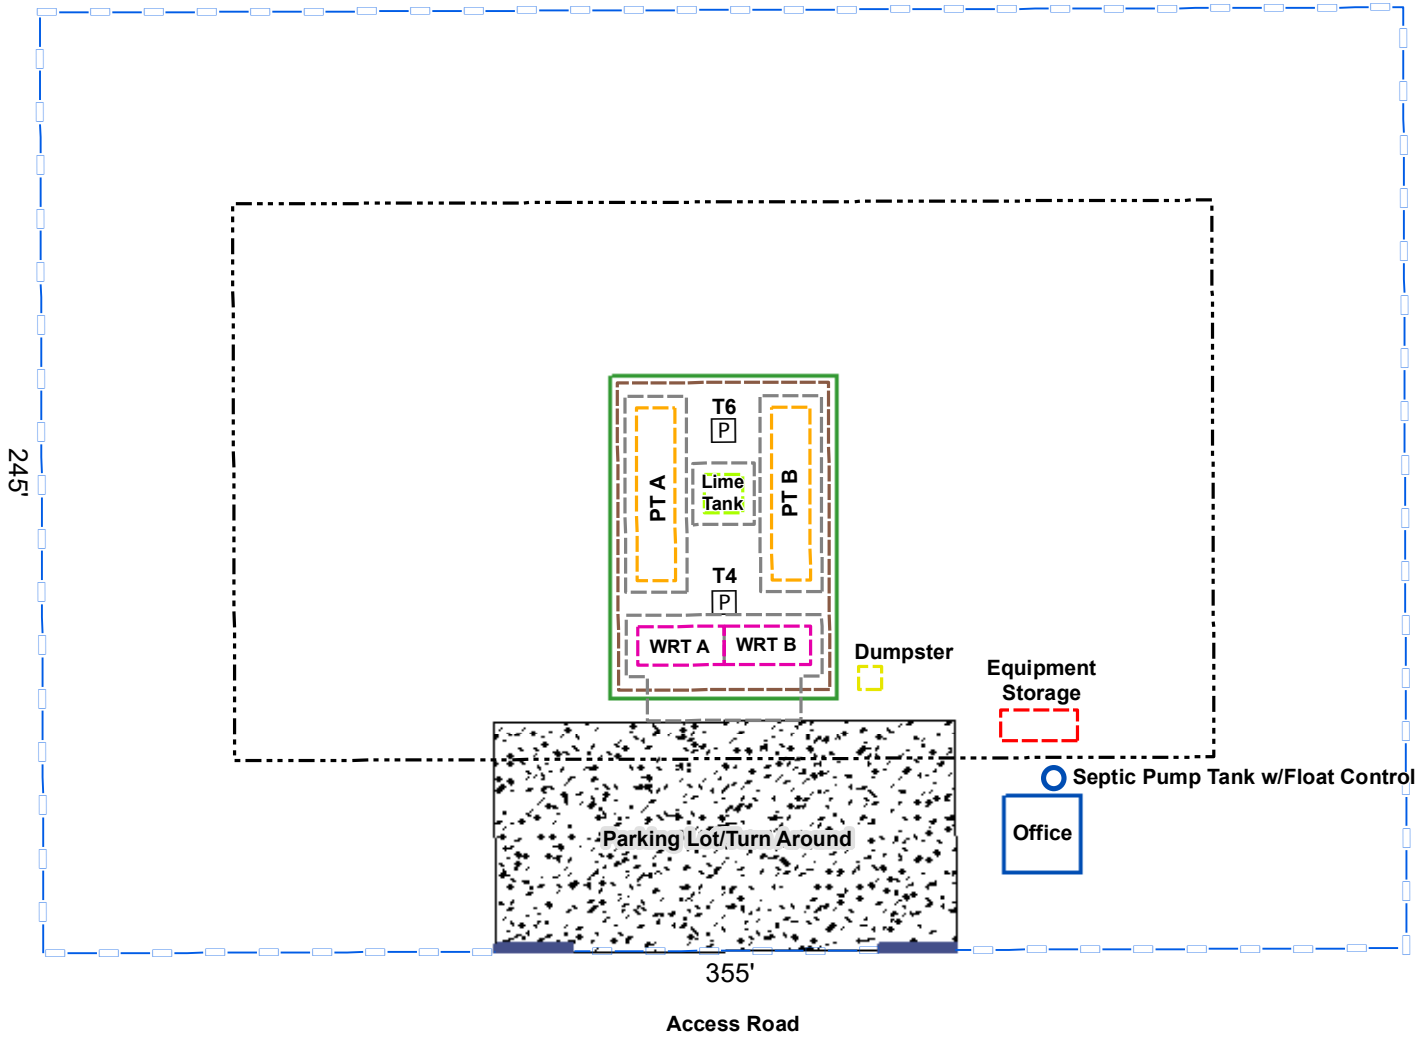 T6
P
Lime
Tank
PT A
PT B
245'
T4
P
WRT A
WRT B
Dumpster
Equipment
Storage
Septic Pump Tank w/Float Control
Office
Parking Lot/Turn Around
355'
Access Road